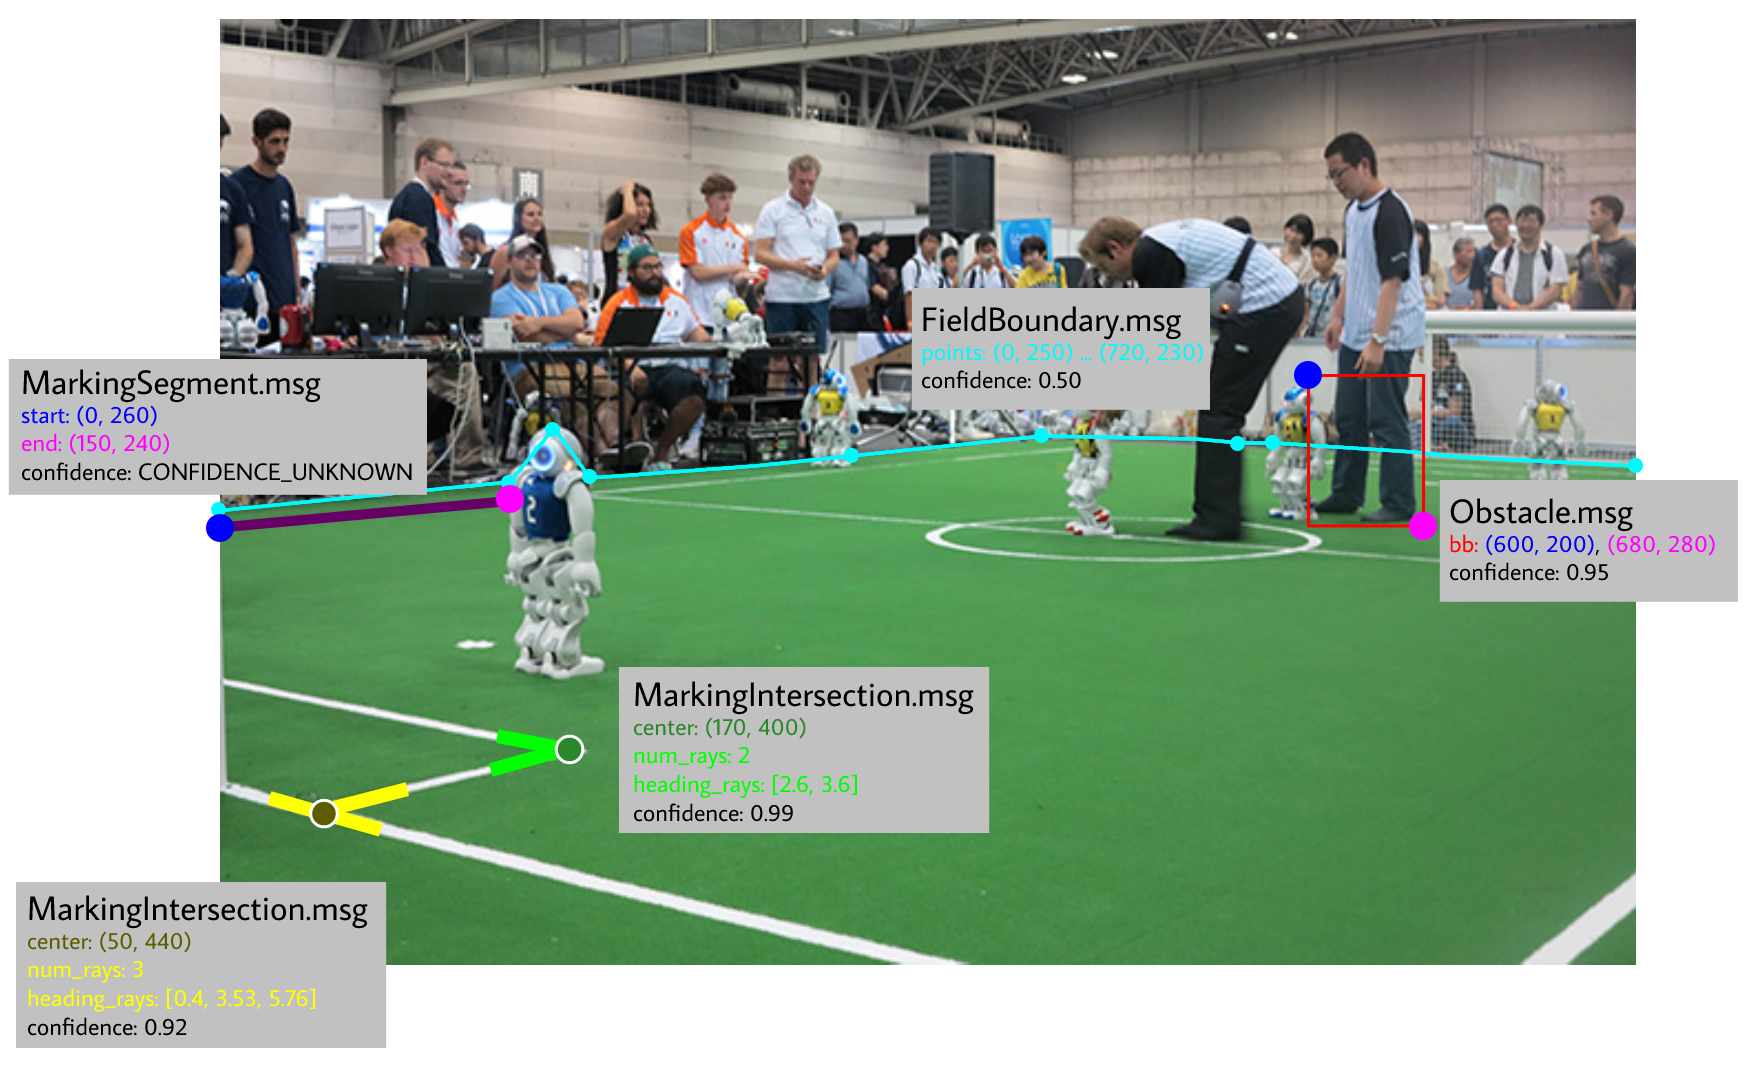 南
FieldBoundary.msg
points: (0, 250) ... (720, 230)
confidence: 0.50
MarkingSegment.msg
start: (0, 260)
end: (150, 240)
confidence: CONFIDENCE_UNKNOWN
2
Obstacle.msg
bb: (600, 200), (680, 280)
confidence: 0.95
MarkingIntersection.msg
center: (170, 400)
num_rays: 2
heading_rays: [2.6, 3.6]
confidence: 0.99
MarkingIntersection.msg
center: (50, 440)
num_rays: 3
heading_rays: [0.4, 3.53, 5.76]
confidence: 0.92